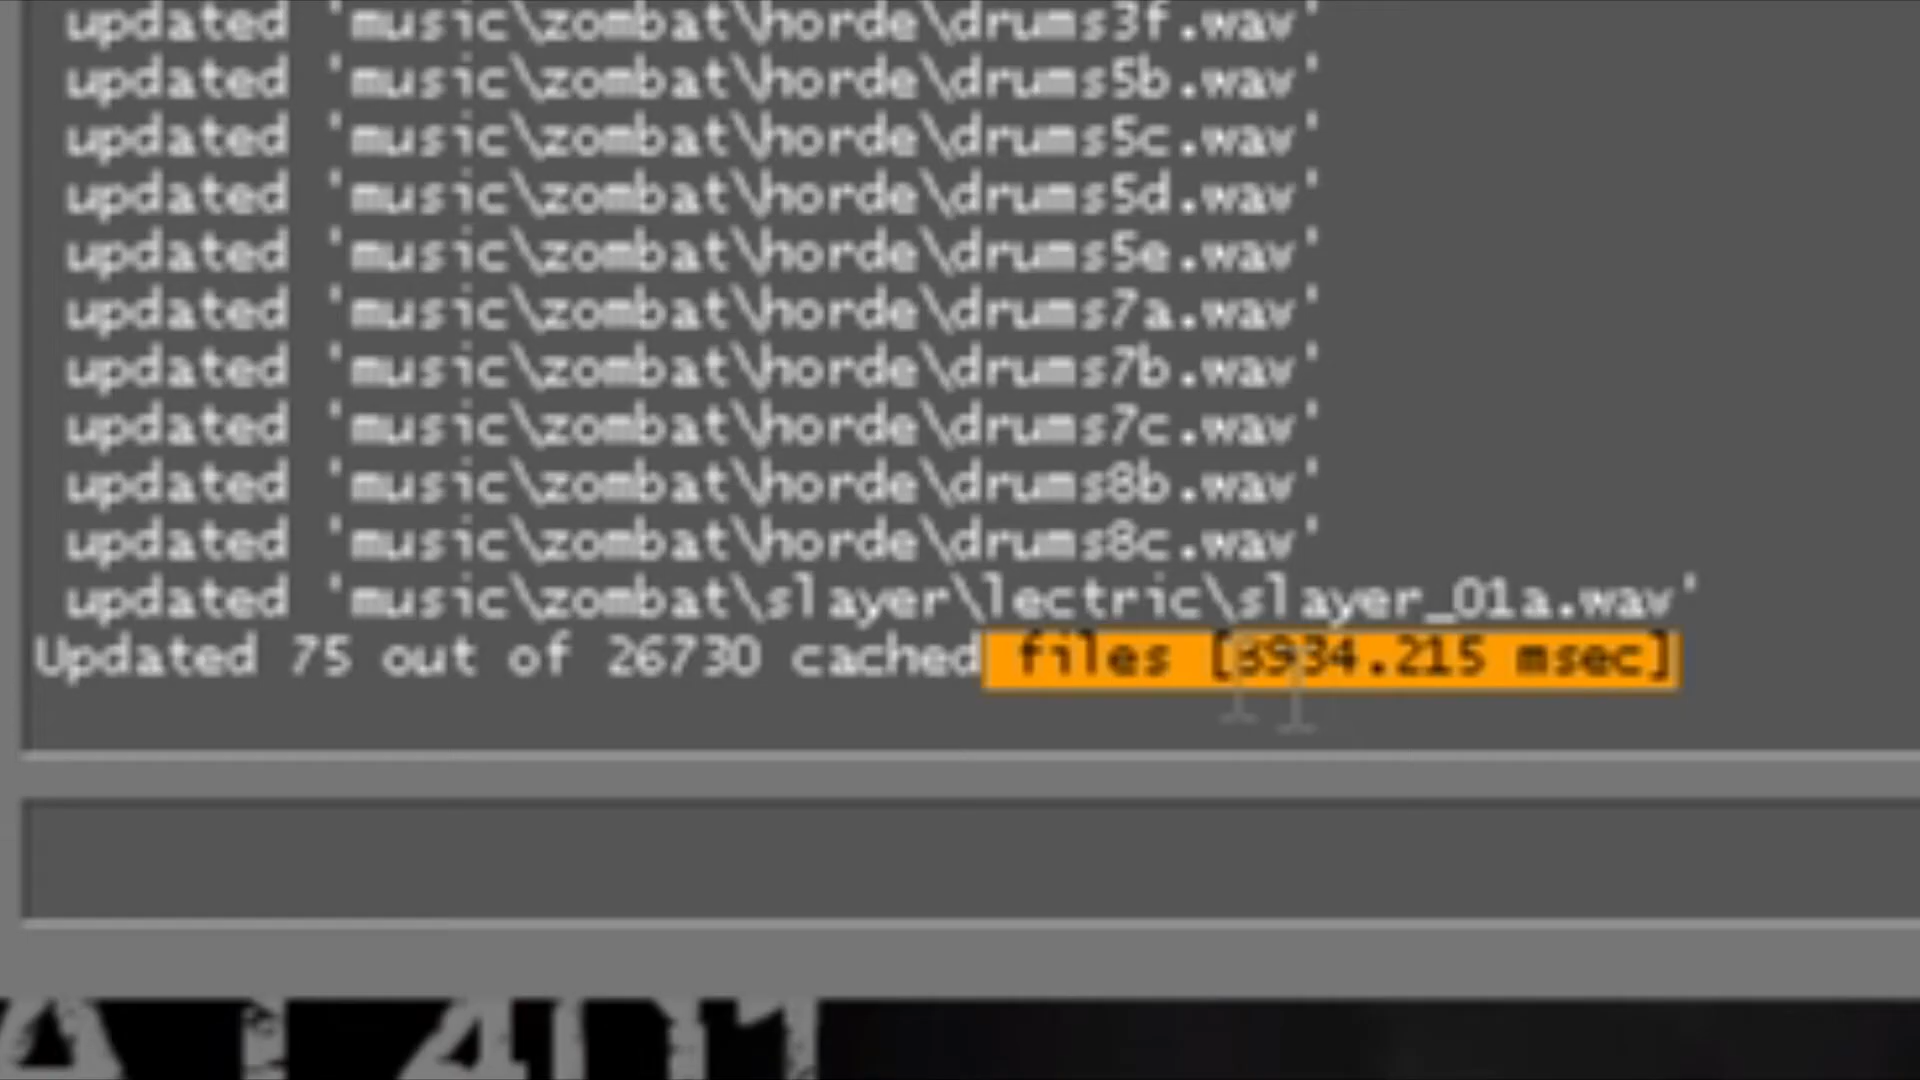 updated 'music\zombat\horde\drums3f.wav'
updated 'music\zombat\horde\drums5b.wav'
updated 'music\zombat\horde\drums5c.wav'
updated 'music\zombat\horde\drums5d.wav'
updated 'music\zombat\horde\drums5e.wav'
updated 'music\zombat\horde\drums7a.wav'
updated 'music\zombat\horde\drums7b.wav'
updated 'music\zombat\horde\drums7c.wav'
updated 'music\zombat\horde\drums8b.wav'
updated 'music\zombat\horde\drums8c.wav'
updated 'music\zombat\slayer\lectric\slayer_01a.wav'
Updated 75 out of 26730 cached files [3934.215 msec]